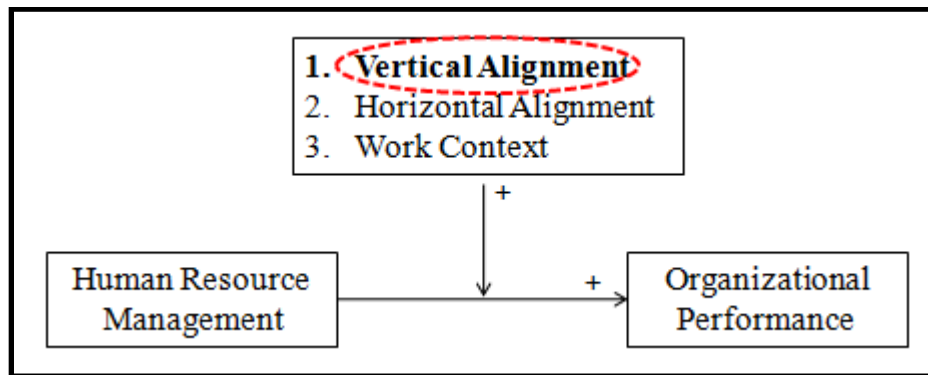 1. Vertical Alignment
2. Horizontal Alignment
3. Work Context
+
Human Resource
Management
+
Organizational
Performance